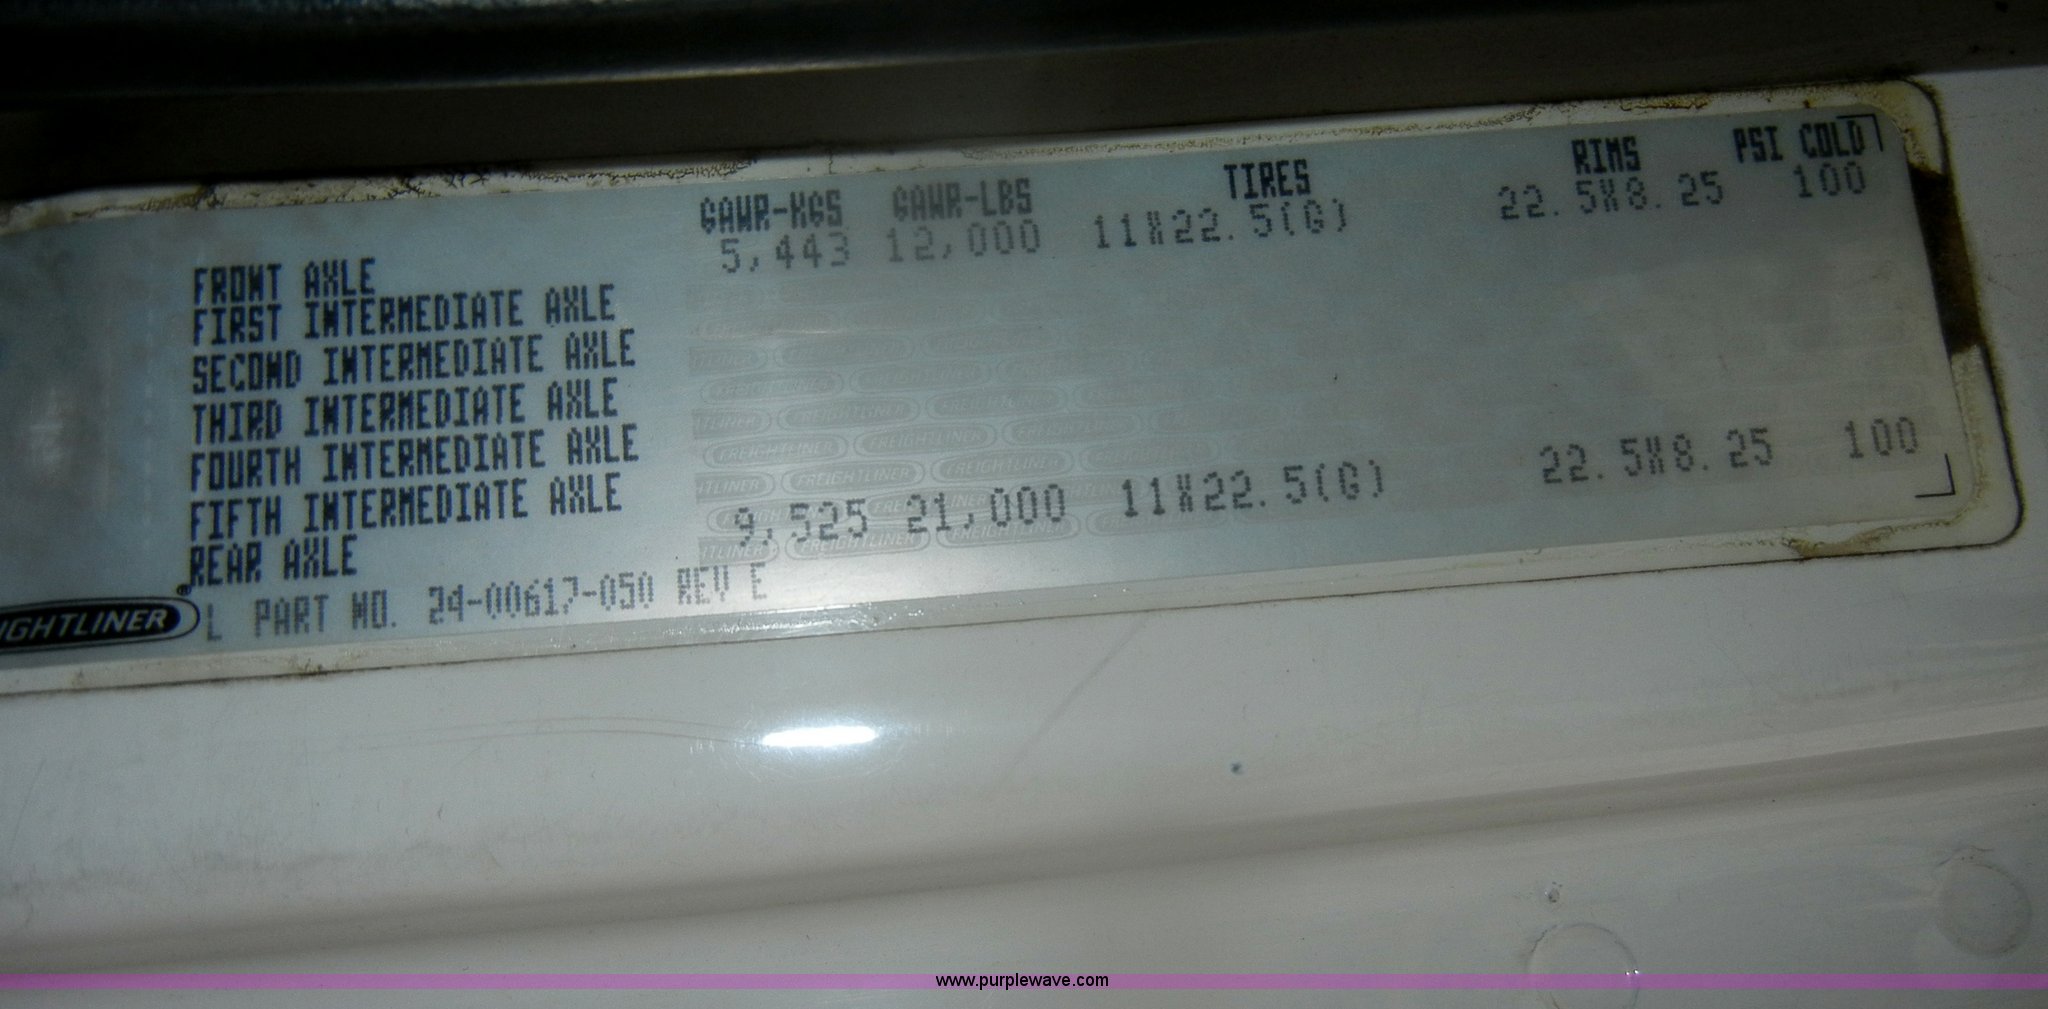 GAWR-KGS GAWR-LBS TIRES RIMS PSI COLD
FRONT AXLE 5,443 12,000 11X22.5(G) 22.5X8.25 100
FIRST INTERMEDIATE AXLE
SECOND INTERMEDIATE AXLE
THIRD INTERMEDIATE AXLE
FOURTH INTERMEDIATE AXLE
FIFTH INTERMEDIATE AXLE
REAR AXLE 9,525 21,000 11X22.5(G) 22.5X8.25 100
FREIGHTLINER® L PART NO. 24-00617-050 REV E
www.purplewave.com